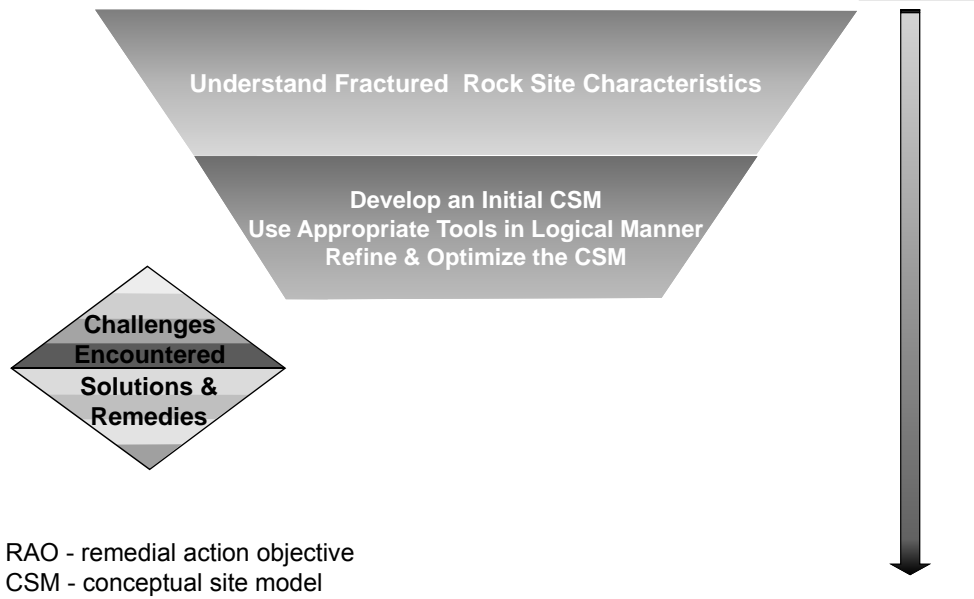 Understand Fractured Rock Site Characteristics
Develop an Initial CSM
Use Appropriate Tools in Logical Manner
Refine & Optimize the CSM
Challenges
Encountered
Solutions &
Remedies
RAO - remedial action objective
CSM - conceptual site model